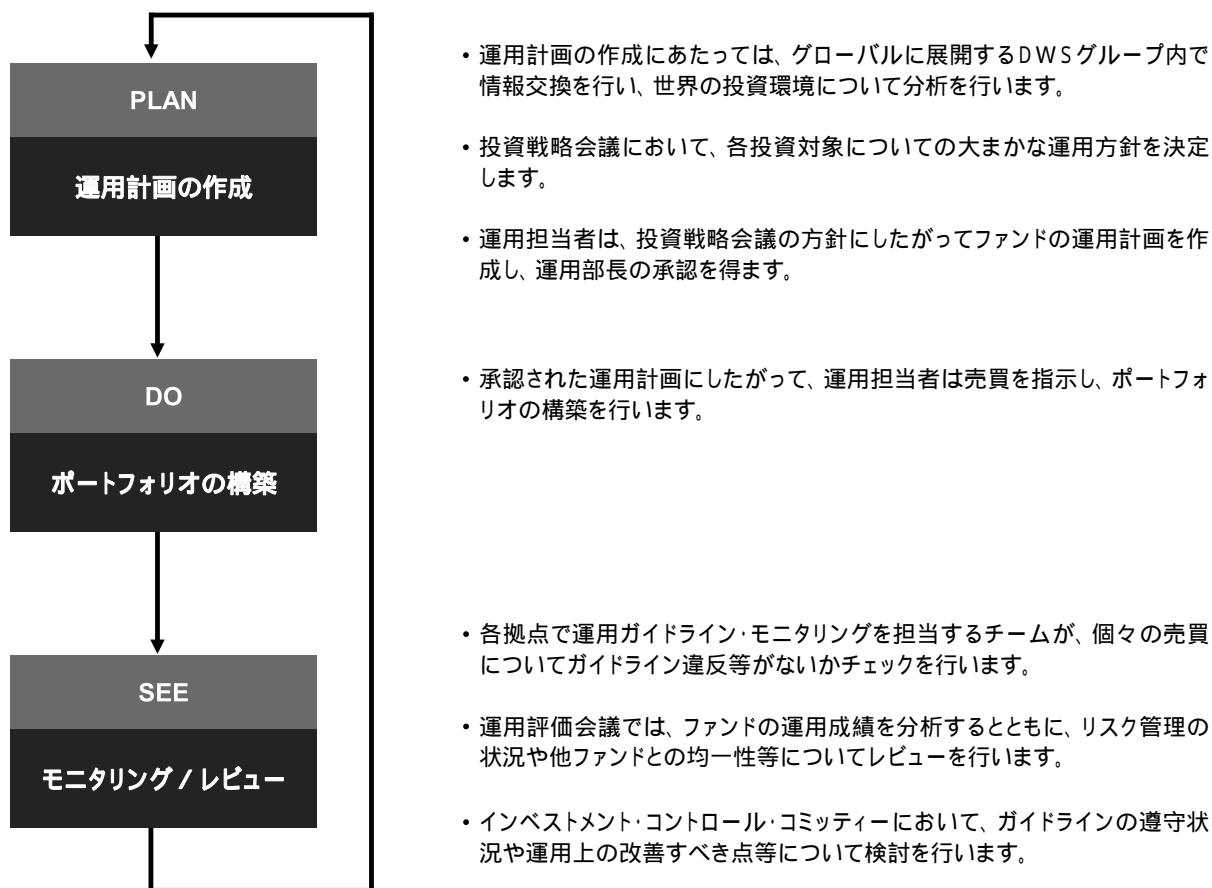 PLAN
運用計画の作成
・運用計画の作成にあたっては、グローバルに展開するDWSグループ内で
情報交換を行い、世界の投資環境について分析を行います。
・投資戦略会議において、各投資対象についての大まかな運用方針を決定
します。
・運用担当者は、投資戦略会議の方針にしたがってファンドの運用計画を作
成し、運用部長の承認を得ます。
DO
ポートフォリオの構築
・承認された運用計画にしたがって、運用担当者は売買を指示し、ポートフォ
リオの構築を行います。
SEE
モニタリング / レビュー
・各拠点で運用ガイドライン・モニタリングを担当するチームが、個々の売買
についてガイドライン違反等がないかチェックを行います。
・運用評価会議では、ファンドの運用成績を分析するとともに、リスク管理の
状況や他ファンドとの均一性等についてレビューを行います。
・インベストメント・コントロール・コミッティーにおいて、ガイドラインの遵守状
況や運用上の改善すべき点等について検討を行います。